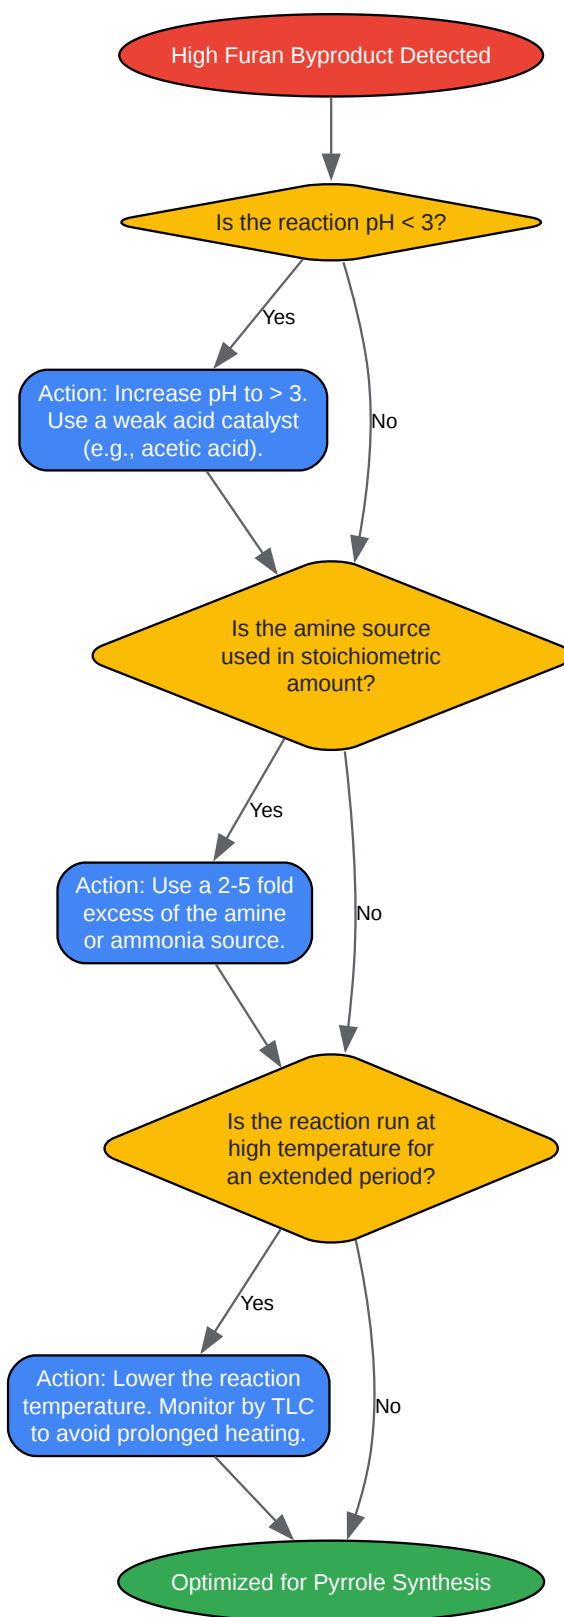 High Furan Byproduct Detected
Is the reaction pH < 3?
Yes
Action: Increase pH to > 3.
Use a weak acid catalyst
(e.g., acetic acid).
No
Is the amine source
used in stoichiometric
amount?
Yes
Action: Use a 2-5 fold
excess of the amine
or ammonia source.
No
Is the reaction run at
high temperature for
an extended period?
Yes
Action: Lower the reaction
temperature. Monitor by TLC
to avoid prolonged heating.
No
Optimized for Pyrrole Synthesis